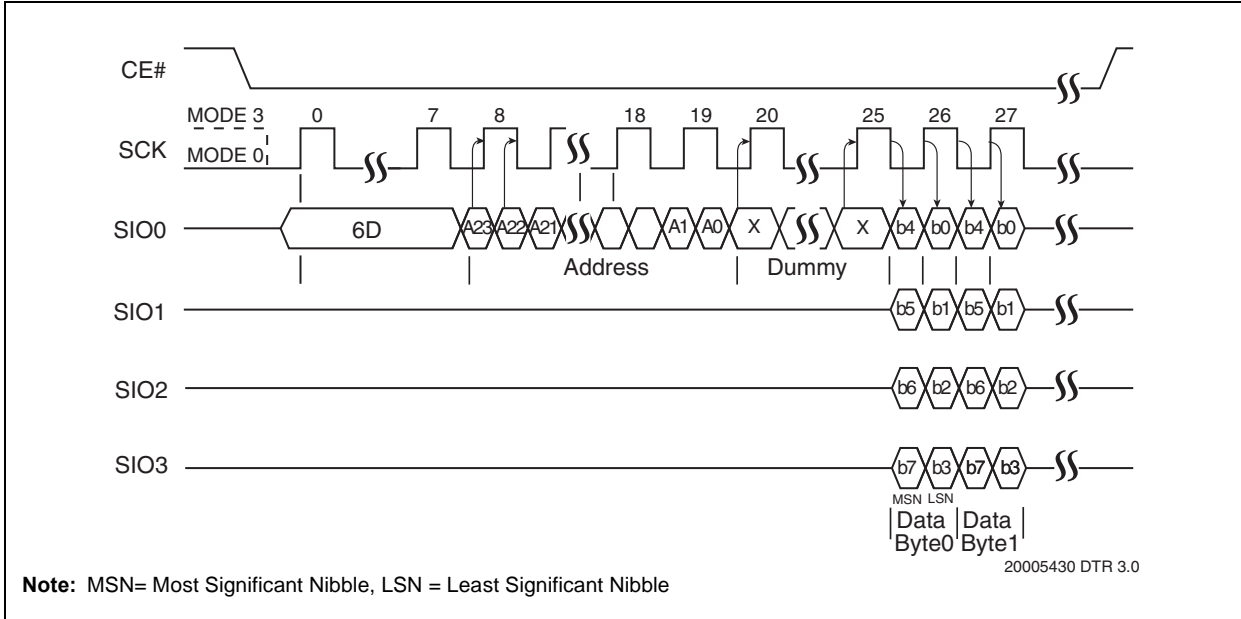 CE#
MODE 3 0 7 8 18 19 20 25 26 27
SCK
MODE 0
SIO0 6D A23 A22 A21 A1 A0 X X b4 b0 b4 b0
Address Dummy
SIO1 b5 b1 b5 b1
SIO2 b6 b2 b6 b2
SIO3 b7 b3 b7 b3
MSN LSN
Data Data
Byte0 Byte1
20005430 DTR 3.0
Note: MSN= Most Significant Nibble, LSN = Least Significant Nibble